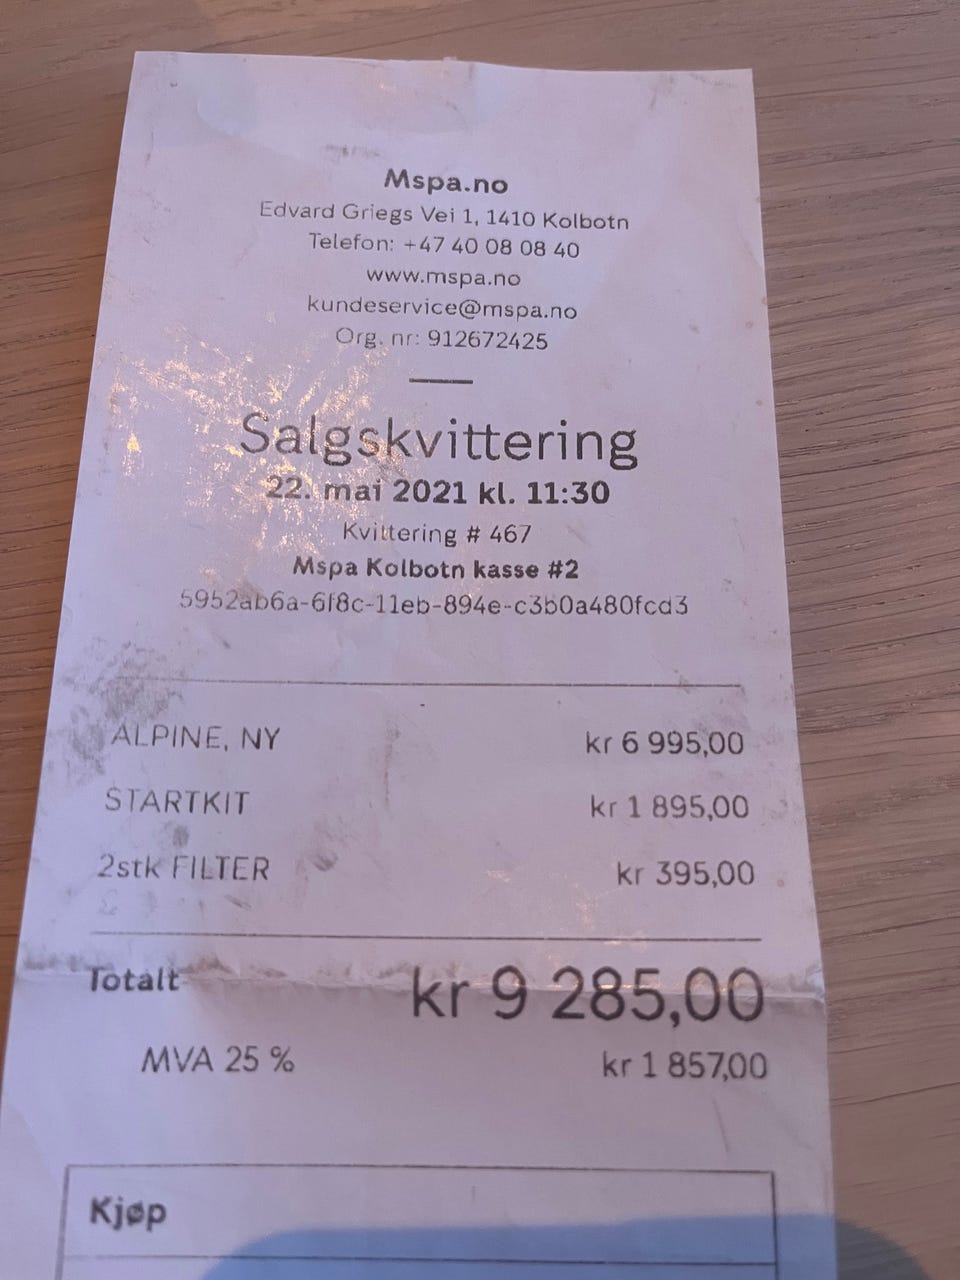 Mspa.no
Edvard Griegs Vei 1, 1410 Kolbotn
Telefon: +47 40 08 08 40
www.mspa.no
kundeservice@mspa.no
Org. nr: 912672425
Salgskvittering
22. mai 2021 kl. 11:30
Kvittering # 467
Mspa Kolbotn kasse #2
5952ab6a-6f8c-11eb-894e-c3b0a480fcd3
ALPINE, NY kr 6 995,00
STARTKIT kr 1 895,00
2stk FILTER kr 395,00
Totalt kr 9 285,00
MVA 25 % kr 1 857,00
Kjøp